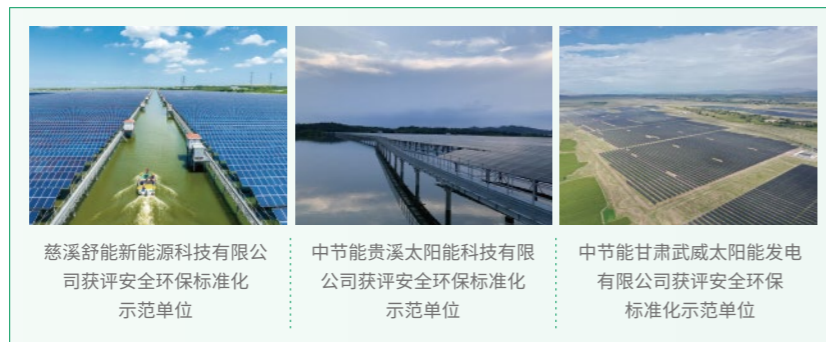 慈溪舒能新能源科技有限公
司获评安全环保标准化
示范单位
中节能贵溪太阳能科技有限
公司获评安全环保标准化
示范单位
中节能甘肃武威太阳能发电
有限公司获评安全环保
标准化示范单位